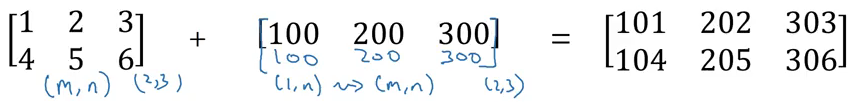 1 2 3 + 100 200 300 = 101 202 303
4 5 6 100 200 300 104 205 306
(m,n) (2,3) (1,n) ⇝ (m,n) (2,3)